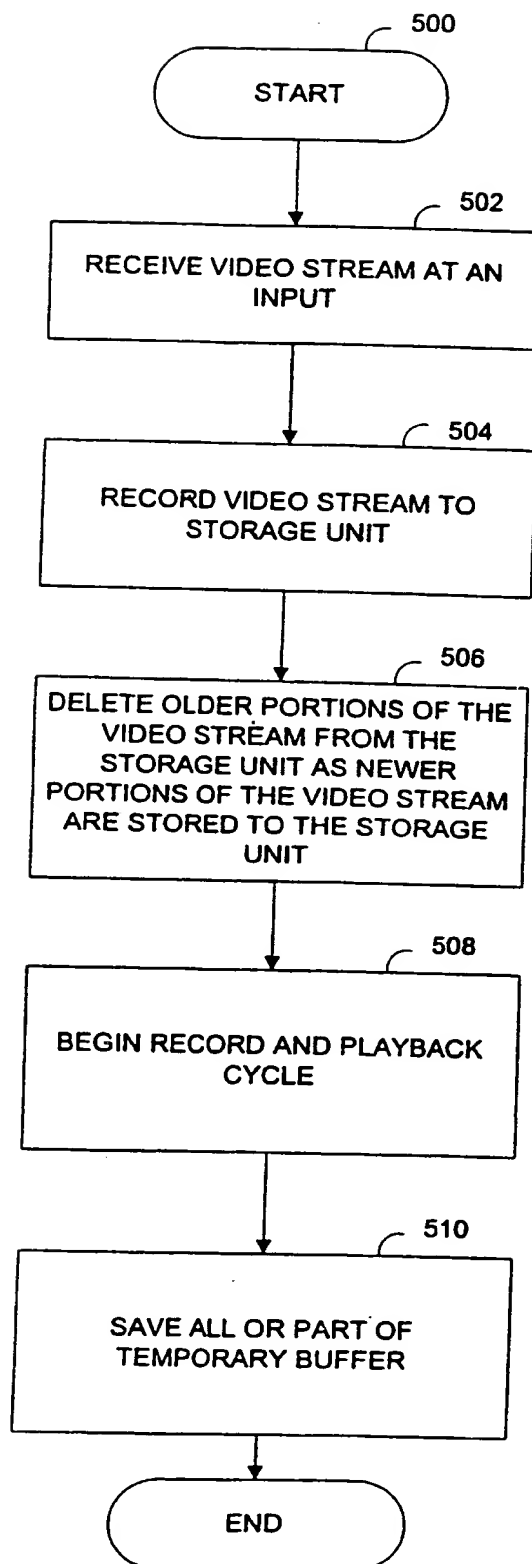 500
START
502
RECEIVE VIDEO STREAM AT AN
INPUT
504
RECORD VIDEO STREAM TO
STORAGE UNIT
506
DELETE OLDER PORTIONS OF THE
VIDEO STREAM FROM THE
STORAGE UNIT AS NEWER
PORTIONS OF THE VIDEO STREAM
ARE STORED TO THE STORAGE
UNIT
508
BEGIN RECORD AND PLAYBACK
CYCLE
510
SAVE ALL OR PART OF
TEMPORARY BUFFER
END